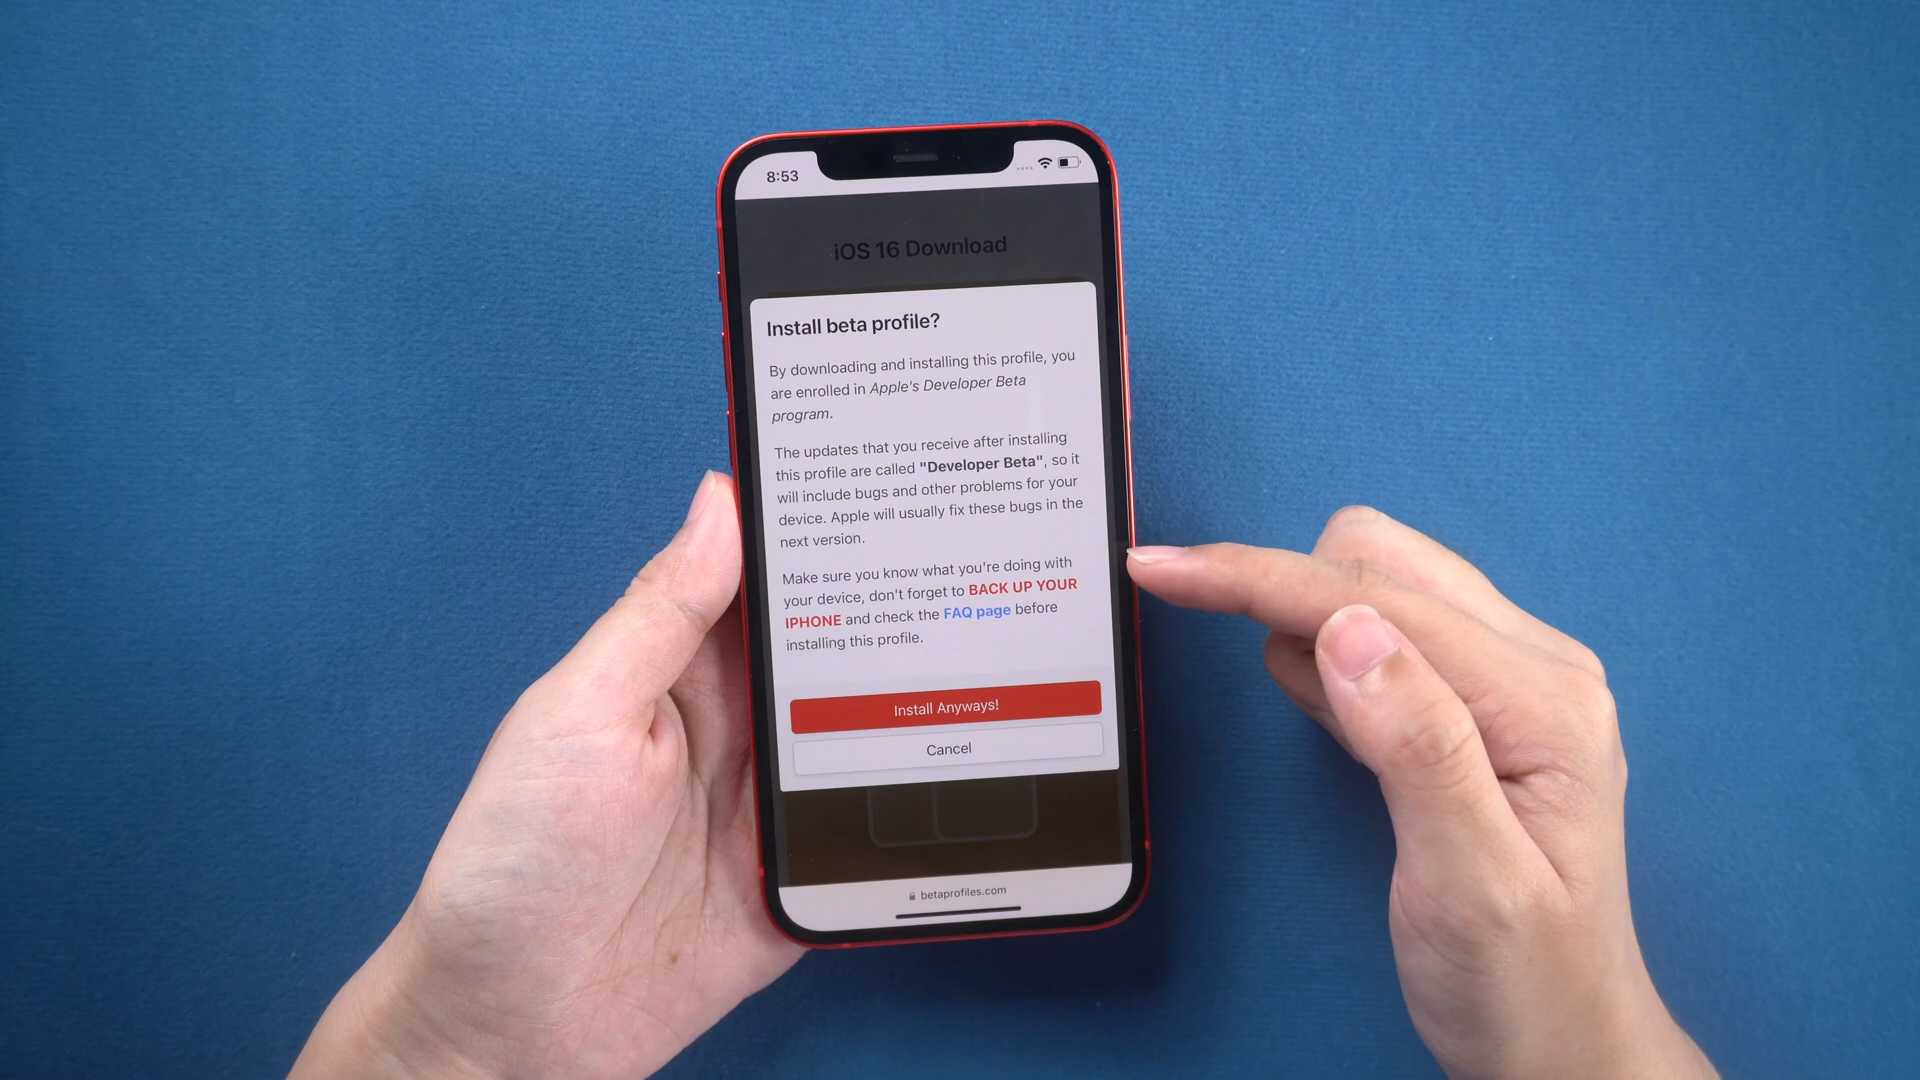 8:53
iOS 16 Download
Install beta profile?
By downloading and installing this profile, you
are enrolled in Apple's Developer Beta
program.
The updates that you receive after installing
this profile are called "Developer Beta", so it
will include bugs and other problems for your
device. Apple will usually fix these bugs in the
next version.
Make sure you know what you're doing with
your device, don't forget to BACK UP YOUR
IPHONE and check the FAQ page before
installing this profile.
Install Anyways!
Cancel
betaprofiles.com